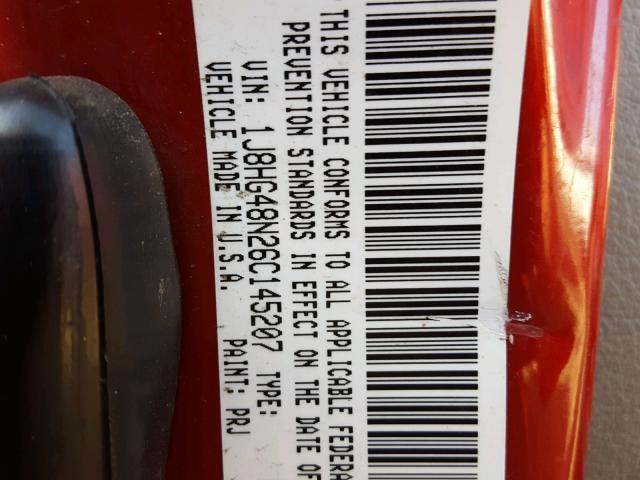 THIS VEHICLE CONFORMS TO ALL APPLICABLE FEDERA
PREVENTION STANDARDS IN EFFECT ON THE DATE OF
VIN: 1J8HG48N26C145207 TYPE:
VEHICLE MADE IN U.S.A. PAINT: PRJ